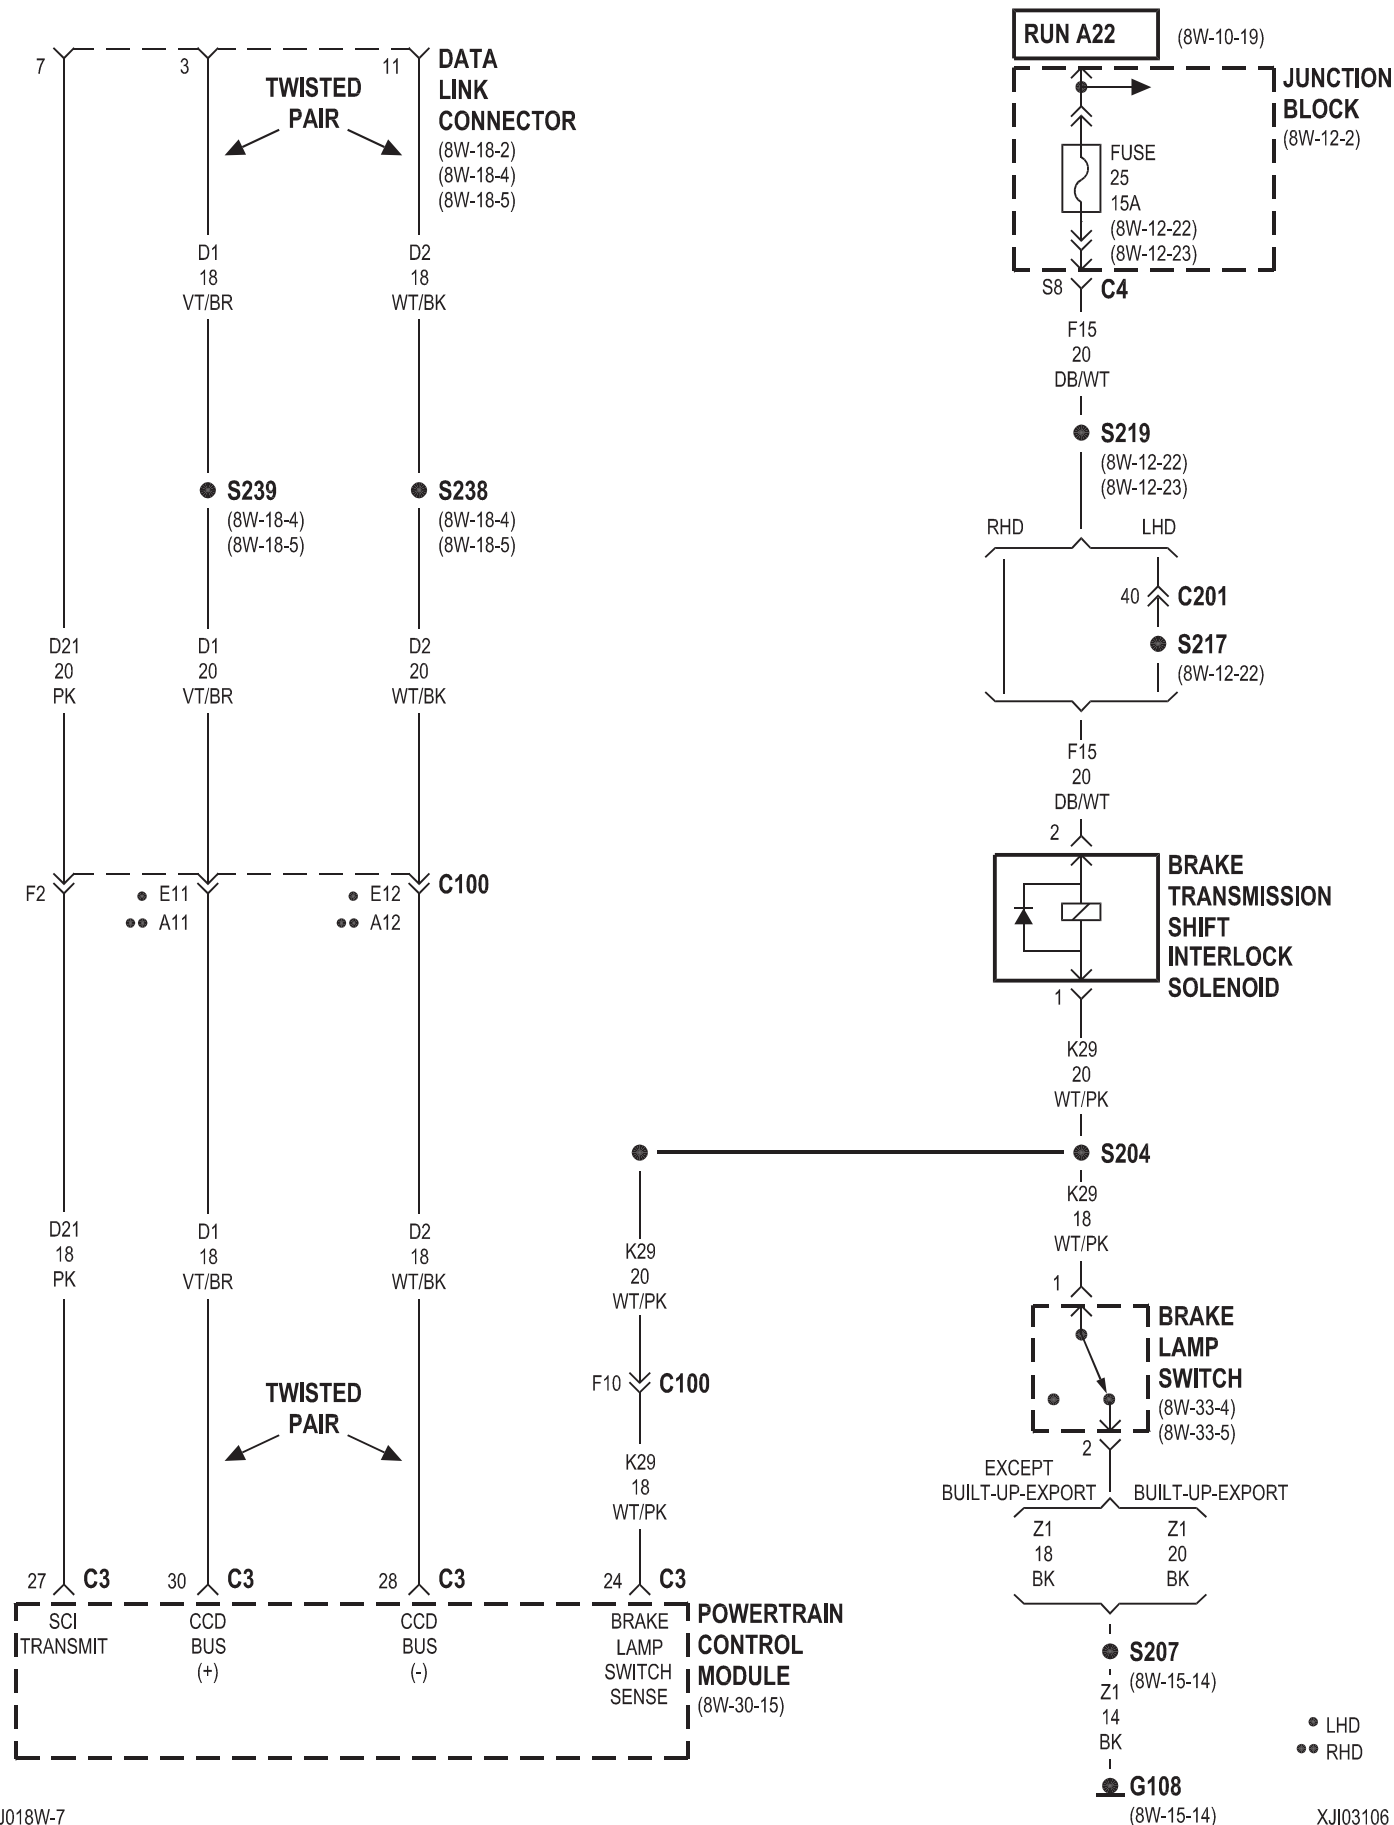 RUN A22
(8W-10-19)
7
3
11
DATA
LINK
CONNECTOR
(8W-18-2)
(8W-18-4)
(8W-18-5)
TWISTED
PAIR
JUNCTION
BLOCK
(8W-12-2)
FUSE
25
15A
(8W-12-22)
(8W-12-23)
S8
C4
D1
18
VT/BR
D2
18
WT/BK
F15
20
DB/WT
S219
(8W-12-22)
(8W-12-23)
S239
(8W-18-4)
(8W-18-5)
S238
(8W-18-4)
(8W-18-5)
RHD
LHD
40
C201
S217
(8W-12-22)
D21
20
PK
D1
20
VT/BR
D2
20
WT/BK
F15
20
DB/WT
2
BRAKE
TRANSMISSION
SHIFT
INTERLOCK
SOLENOID
1
F2
E11
A11
E12
A12
C100
K29
20
WT/PK
S204
K29
18
WT/PK
D21
18
PK
D1
18
VT/BR
D2
18
WT/BK
K29
20
WT/PK
1
BRAKE
LAMP
SWITCH
(8W-33-4)
(8W-33-5)
2
F10
C100
TWISTED
PAIR
K29
18
WT/PK
EXCEPT
BUILT-UP-EXPORT
BUILT-UP-EXPORT
Z1
18
BK
Z1
20
BK
27
C3
30
C3
28
C3
24
C3
SCI
TRANSMIT
CCD
BUS
(+)
CCD
BUS
(-)
BRAKE
LAMP
SWITCH
SENSE
POWERTRAIN
CONTROL
MODULE
(8W-30-15)
S207
(8W-15-14)
Z1
14
BK
G108
(8W-15-14)
LHD
RHD
J018W-7
XJI03106